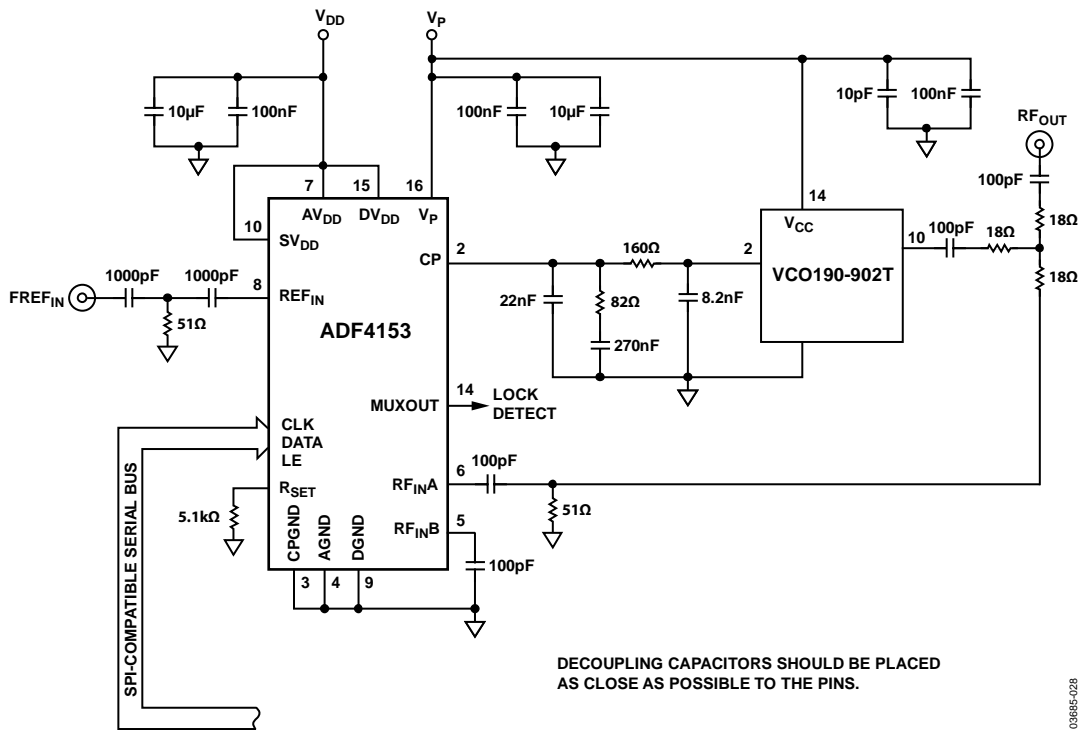 VDD
VP
10µF
100nF
100nF
10µF
10pF
100nF
RFOUT
100pF
18Ω
7
15
16
14
AVDD
DVDD
VP
VCC
10
SVDD
2
CP
160Ω
2
10
100pF
18Ω
18Ω
VCO190-902T
FREFIN
1000pF
1000pF
8
REFIN
51Ω
ADF4153
22nF
82Ω
8.2nF
270nF
14
MUXOUT
LOCK
DETECT
CLK
DATA
LE
6
100pF
RFINA
RSET
51Ω
5.1kΩ
5
RFINB
CPGND
AGND
DGND
100pF
3
4
9
SPI-COMPATIBLE SERIAL BUS
DECOUPLING CAPACITORS SHOULD BE PLACED
AS CLOSE AS POSSIBLE TO THE PINS.
03685-028